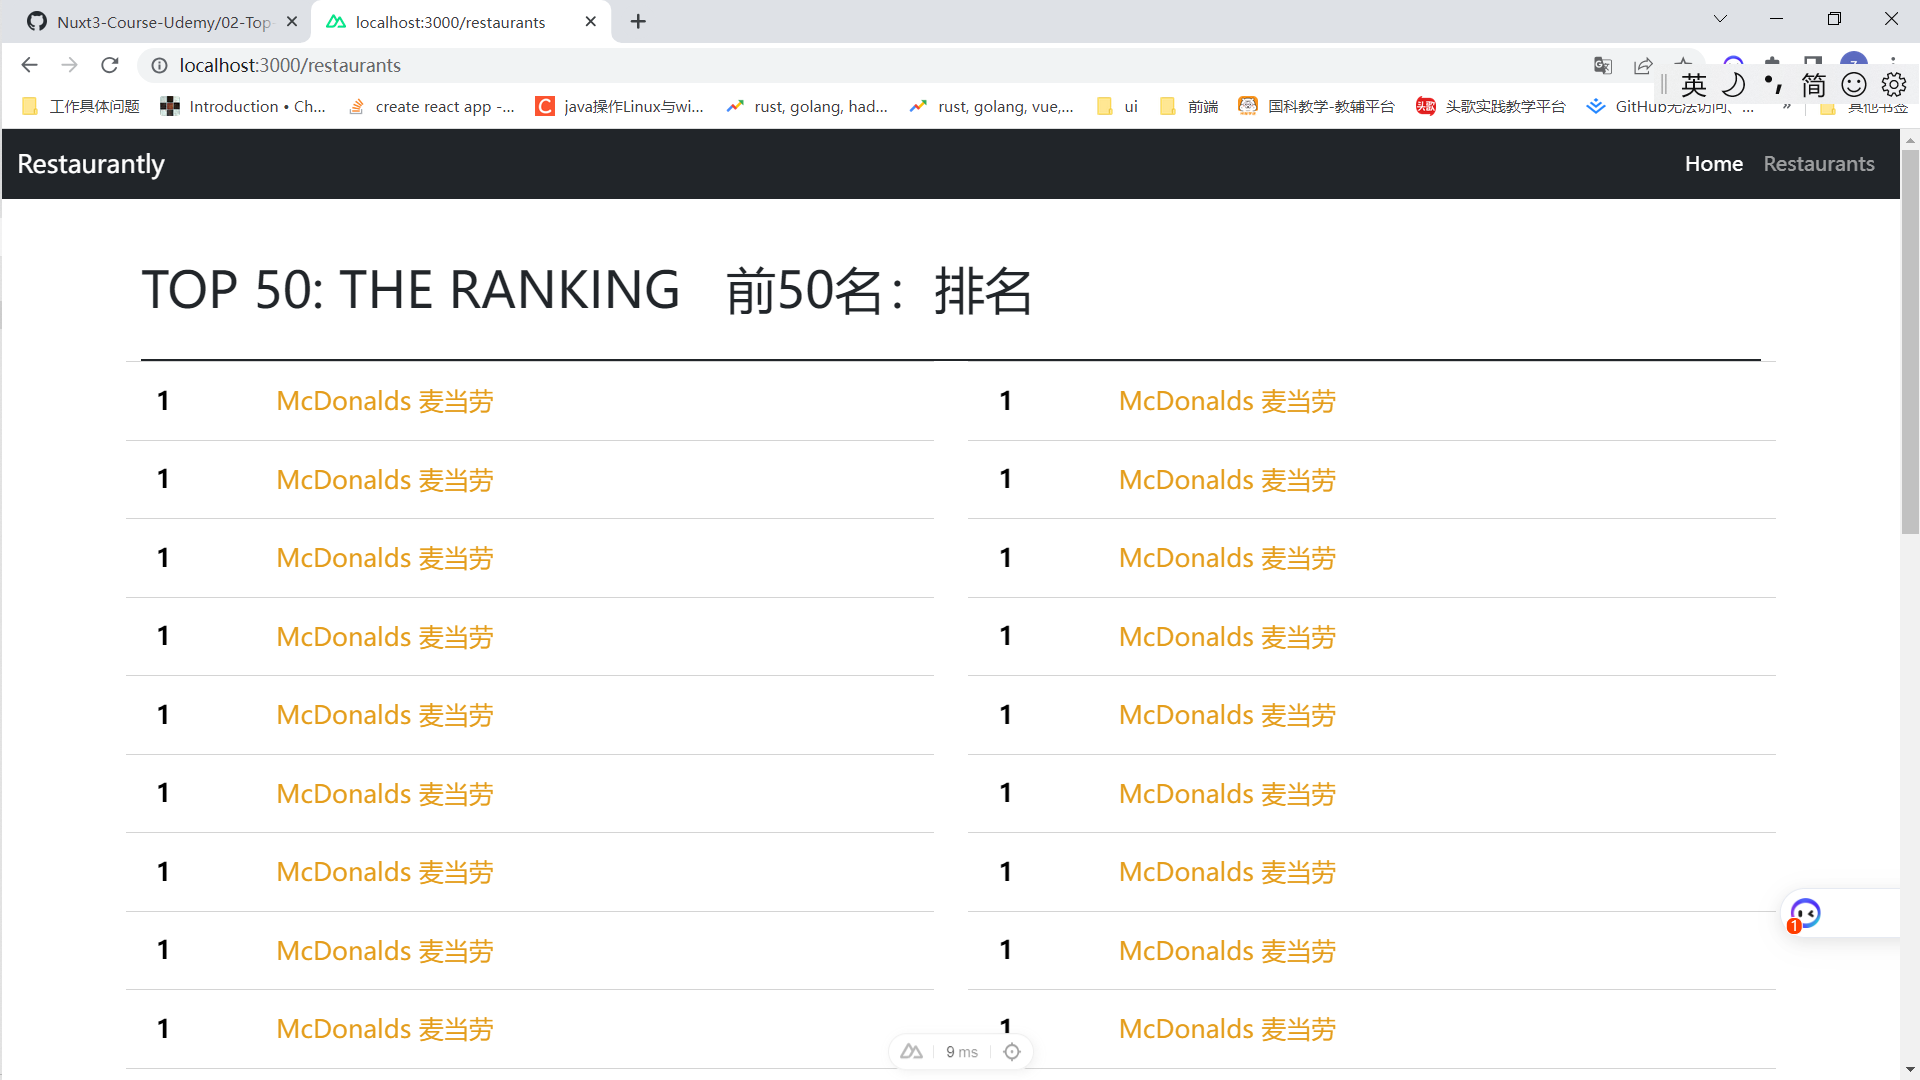 Nuxt3-Course-Udemy/02-Top-
localhost:3000/restaurants
localhost:3000/restaurants
英 简
工作具体问题
Introduction • Ch...
create react app -...
java操作Linux与wi...
rust, golang, had...
rust, golang, vue,...
ui
前端
国科教学-教辅平台
头歌 头歌实践教学平台
GitHub无法访问、...
»
其他书签
Restaurantly
Home
Restaurants
TOP 50: THE RANKING 前50名：排名
1 McDonalds 麦当劳 1 McDonalds 麦当劳
1 McDonalds 麦当劳 1 McDonalds 麦当劳
1 McDonalds 麦当劳 1 McDonalds 麦当劳
1 McDonalds 麦当劳 1 McDonalds 麦当劳
1 McDonalds 麦当劳 1 McDonalds 麦当劳
1 McDonalds 麦当劳 1 McDonalds 麦当劳
1 McDonalds 麦当劳 1 McDonalds 麦当劳
1
1 McDonalds 麦当劳 1 McDonalds 麦当劳
1 McDonalds 麦当劳 1 McDonalds 麦当劳
9 ms